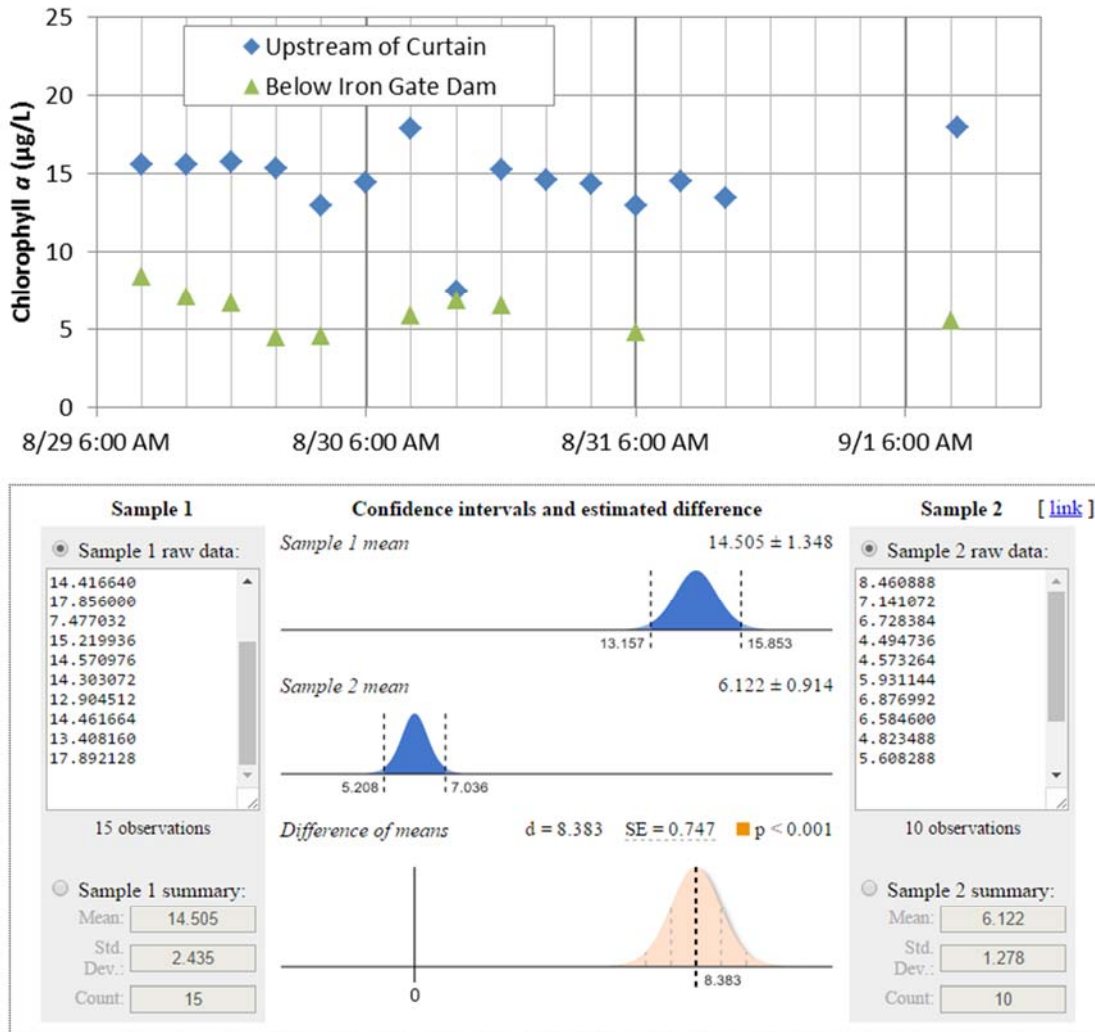 25
Upstream of Curtain
Below Iron Gate Dam
20
15
10
5
0
Chlorophyll a (µg/L)
8/29 6:00 AM 8/30 6:00 AM 8/31 6:00 AM 9/1 6:00 AM
Sample 1 Confidence intervals and estimated difference Sample 2 [ link ]
Sample 1 raw data:
14.416640
17.856000
7.477032
15.219936
14.570976
14.303072
12.904512
14.461664
13.408160
17.892128
15 observations
Sample 1 summary:
Mean: 14.505
Std. Dev.: 2.435
Count: 15
Sample 1 mean 14.505 ± 1.348
13.157 15.853
Sample 2 mean 6.122 ± 0.914
5.208 7.036
Difference of means d = 8.383 SE = 0.747 p < 0.001
8.383
0
Sample 2 raw data:
8.460888
7.141072
6.728384
4.494736
4.573264
5.931144
6.876992
6.584600
4.823488
5.608288
10 observations
Sample 2 summary:
Mean: 6.122
Std. Dev.: 1.278
Count: 10